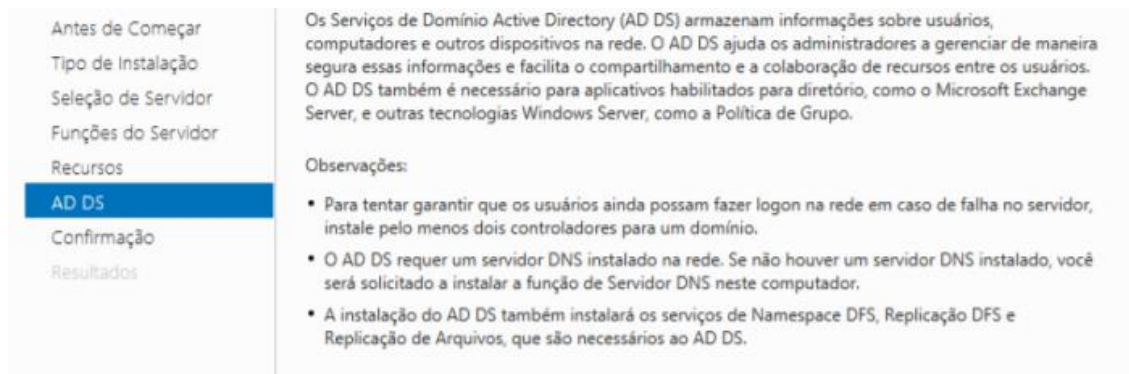 Antes de Começar
Tipo de Instalação
Seleção de Servidor
Funções do Servidor
Recursos
AD DS
Confirmação
Resultados
Os Serviços de Domínio Active Directory (AD DS) armazenam informações sobre usuários,
computadores e outros dispositivos na rede. O AD DS ajuda os administradores a gerenciar de maneira
segura essas informações e facilita o compartilhamento e a colaboração de recursos entre os usuários.
O AD DS também é necessário para aplicativos habilitados para diretório, como o Microsoft Exchange
Server, e outras tecnologias Windows Server, como a Política de Grupo.
Observações:
• Para tentar garantir que os usuários ainda possam fazer logon na rede em caso de falha no servidor,
instale pelo menos dois controladores para um domínio.
• O AD DS requer um servidor DNS instalado na rede. Se não houver um servidor DNS instalado, você
será solicitado a instalar a função de Servidor DNS neste computador.
• A instalação do AD DS também instalará os serviços de Namespace DFS, Replicação DFS e
Replicação de Arquivos, que são necessários ao AD DS.